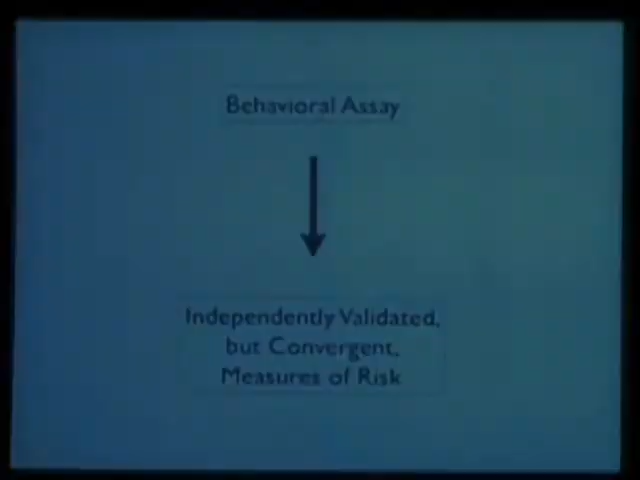 Behavioral Assay
Independently Validated,
but Convergent,
Measures of Risk